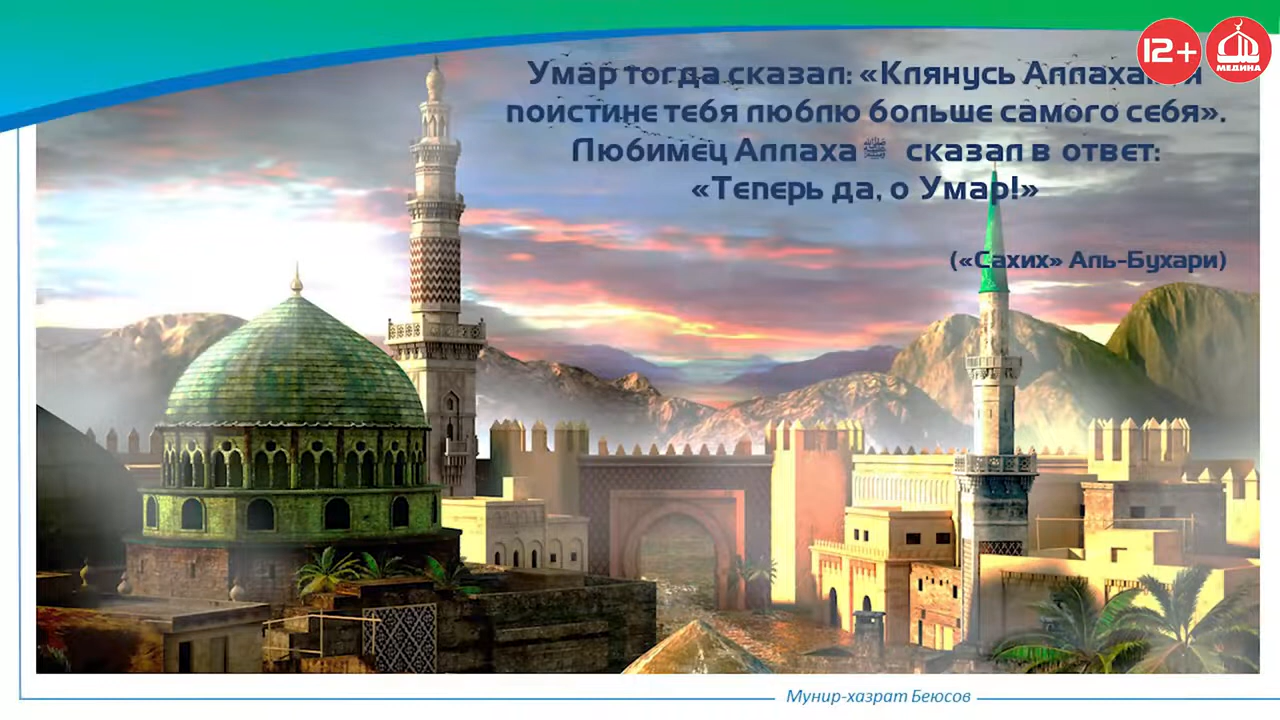 12+
МЕДИНА
Умар тогда сказал: «Клянусь Аллахом, я
поистине тебя люблю больше самого себя».
Любимец Аллаха ﷺ сказал в ответ:
«Теперь да, о Умар!»
(«Сахих» Аль-Бухари)
Мунир-хазрат Беюсов